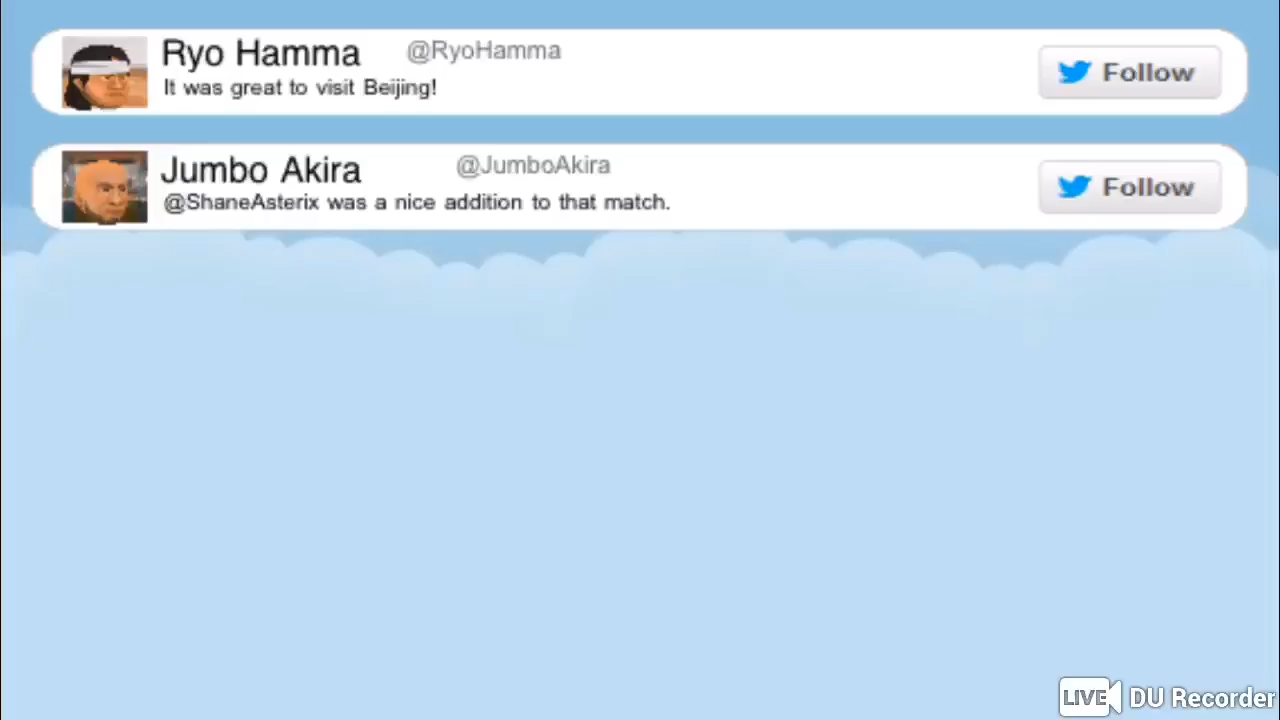 Ryo Hamma @RyoHamma
It was great to visit Beijing!
Follow
Jumbo Akira @JumboAkira
@ShaneAsterix was a nice addition to that match.
Follow
LIVE DU Recorder